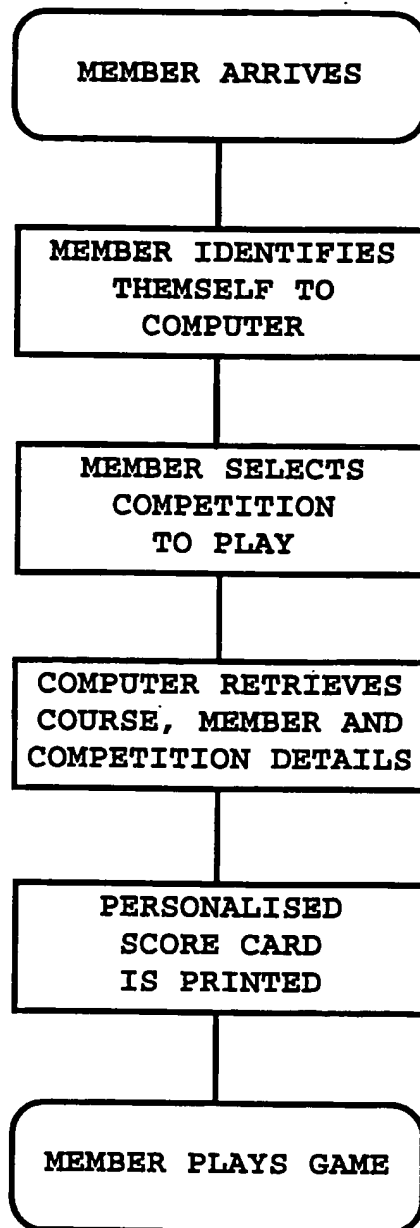 MEMBER ARRIVES
MEMBER IDENTIFIES
THEMSELF TO
COMPUTER
MEMBER SELECTS
COMPETITION
TO PLAY
COMPUTER RETRIEVES
COURSE, MEMBER AND
COMPETITION DETAILS
PERSONALISED
SCORE CARD
IS PRINTED
MEMBER PLAYS GAME